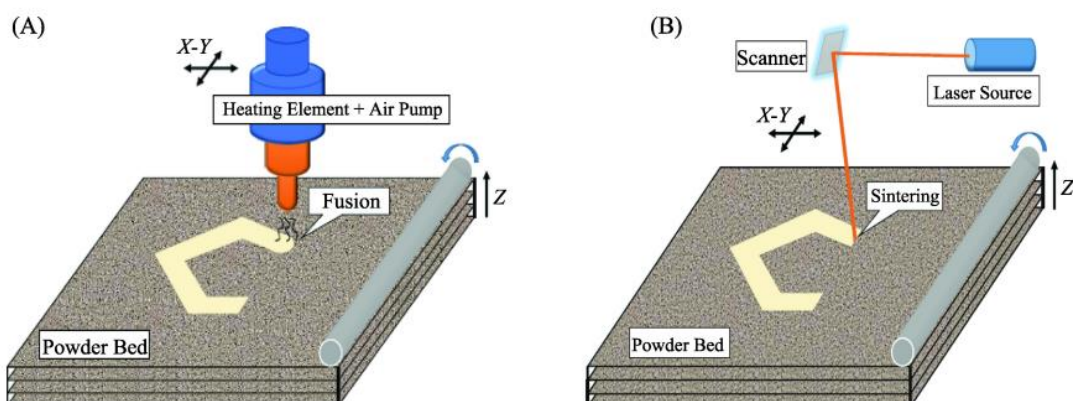 (A)
X-Y
Heating Element + Air Pump
Fusion
Z
Powder Bed
(B)
Scanner
Laser Source
X-Y
Sintering
Z
Powder Bed